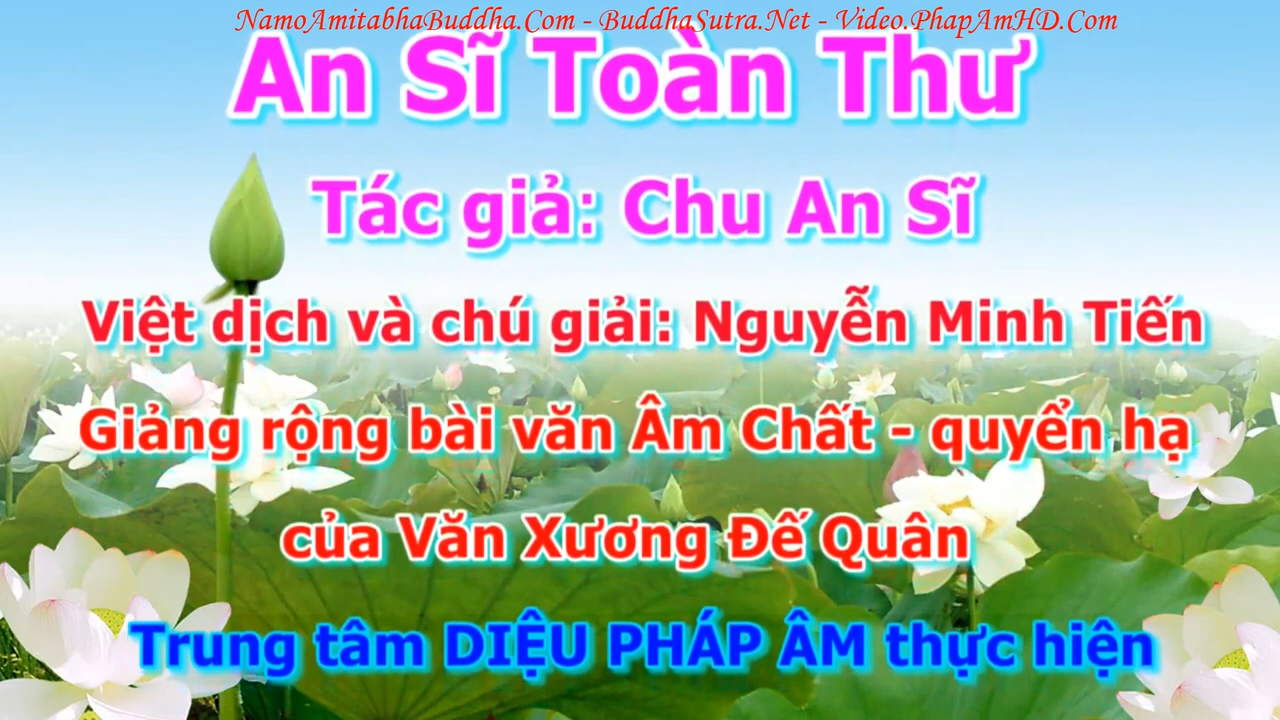 NamoAmitabhaBuddha.Com - BuddhaSutra.Net - Video.PhapAmHD.Com
An Sĩ Toàn Thư
Tác giả: Chu An Sĩ
Việt dịch và chú giải: Nguyễn Minh Tiến
Giảng rộng bài văn Âm Chất - quyển hạ
của Văn Xương Đế Quân
Trung tâm DIỆU PHÁP ÂM thực hiện